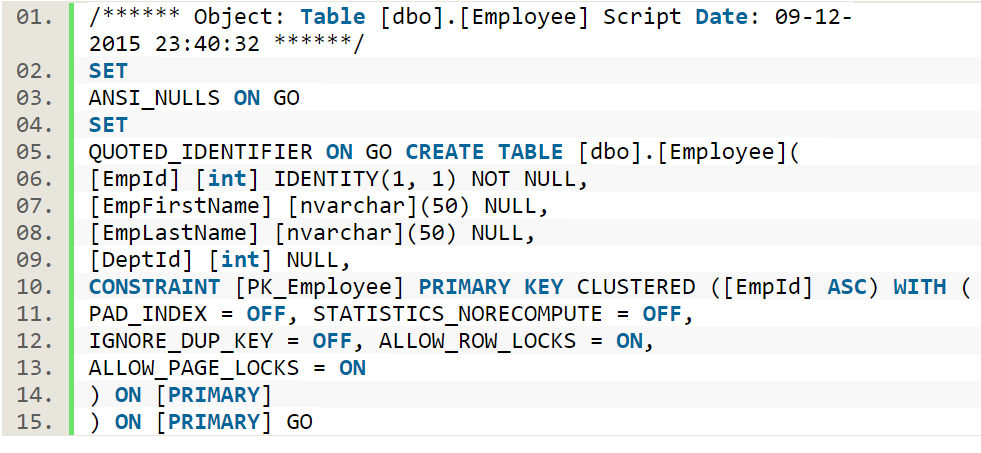 01. /****** Object: Table [dbo].[Employee] Script Date: 09-12-
2015 23:40:32 ******/
02. SET
03. ANSI_NULLS ON GO
04. SET
05. QUOTED_IDENTIFIER ON GO CREATE TABLE [dbo].[Employee](
06. [EmpId] [int] IDENTITY(1, 1) NOT NULL,
07. [EmpFirstName] [nvarchar](50) NULL,
08. [EmpLastName] [nvarchar](50) NULL,
09. [DeptId] [int] NULL,
10. CONSTRAINT [PK_Employee] PRIMARY KEY CLUSTERED ([EmpId] ASC) WITH (
11. PAD_INDEX = OFF, STATISTICS_NORECOMPUTE = OFF,
12. IGNORE_DUP_KEY = OFF, ALLOW_ROW_LOCKS = ON,
13. ALLOW_PAGE_LOCKS = ON
14. ) ON [PRIMARY]
15. ) ON [PRIMARY] GO